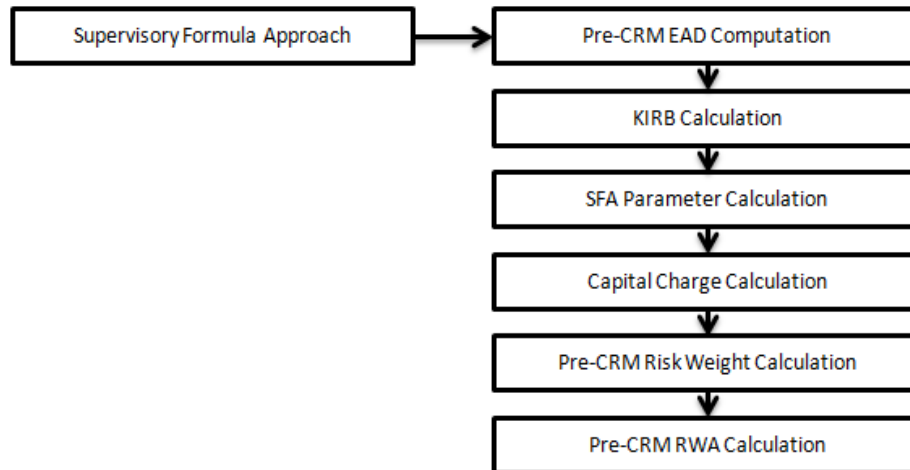 Supervisory Formula Approach
Pre-CRM EAD Computation
KIRB Calculation
SFA Parameter Calculation
Capital Charge Calculation
Pre-CRM Risk Weight Calculation
Pre-CRM RWA Calculation